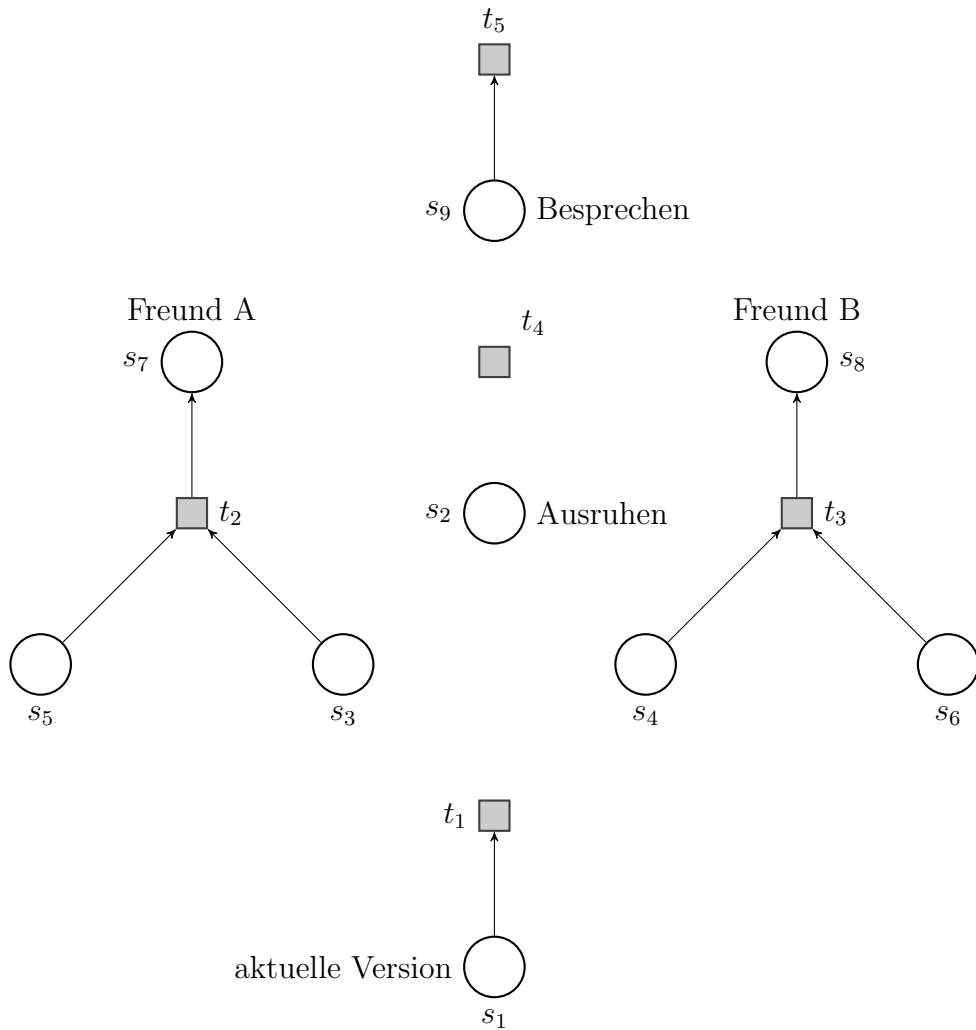 t₅
s₉ Besprechen
Freund A
Freund B
t₄
s₇
s₈
t₂
s₂ Ausruhen
t₃
s₅
s₃
s₄
s₆
t₁
aktuelle Version
s₁